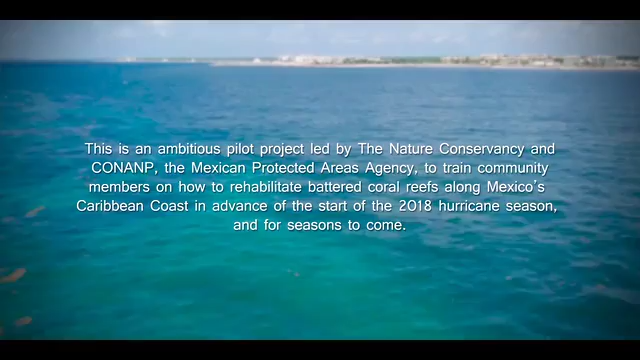 This is an ambitious pilot project led by The Nature Conservancy and
CONANP, the Mexican Protected Areas Agency, to train community
members on how to rehabilitate battered coral reefs along Mexico's
Caribbean Coast in advance of the start of the 2018 hurricane season,
and for seasons to come.